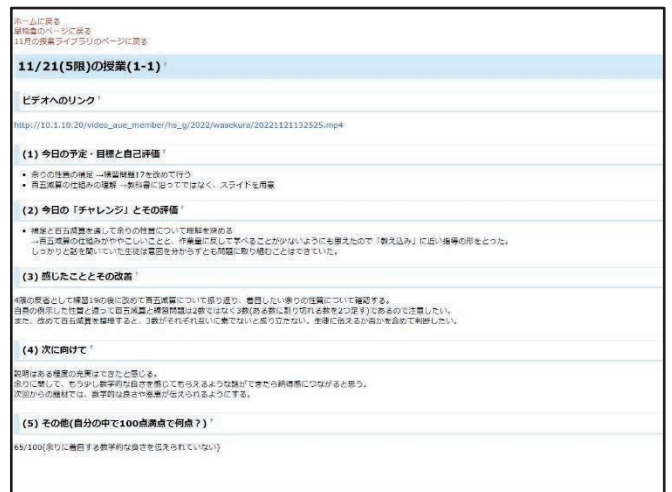 ホームに戻る
早稲倉のページに戻る
11月の授業ライブラリのページに戻る
11/21(5限)の授業(1-1) †
ビデオへのリンク †
http://10.1.10.20/video_aue_member/hs_g/2022/wasekura/20221121132525.mp4
(1) 今日の予定・目標と自己評価 †
• 余りの性質の補足 →練習問題17を改めて行う
• 百五減算の仕組みの理解 →教科書に沿ってではなく、スライドを用意
(2) 今日の「チャレンジ」とその評価 †
• 補足と百五減算を通して余りの性質について理解を深める
→百五減算の仕組みがややこしいことと、作業量に反して学べることが少ないようにも思えたので「教え込み」に近い指導の形をとった。
しっかりと話を聞いていた生徒は意図を分からずとも問題に取り組むことはできていた。
(3) 感じたこととその改善 †
4限の反省として練習19の後に改めて百五減算について振り返り、着目したい余りの性質について確認する。
自身の例示した性質と違って百五減算と練習問題は2数ではなく3数(ある数に割り切れる数を2つ足す)であるので注意したい。
また、改めて百五減算を整理すると、3数がそれぞれ互いに素でないと成り立たない。生徒に伝えるか否かを含めて判断したい。
(4) 次に向けて †
説明はある程度の充実はできたと感じる。
余りに関して、もう少し数学的な良さを感じてもらえるような話ができたら納得感につながると思う。
次回からの題材では、数学的な良さや恩恵が伝えられるようにする。
(5) その他(自分の中で100点満点で何点？) †
65/100(余りに着目する数学的な良さを伝えられていない)